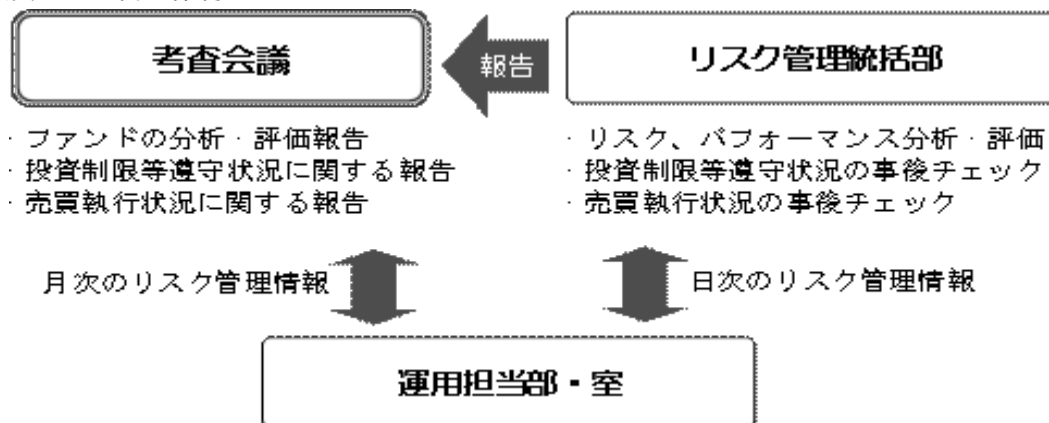 考査会議
報告
リスク管理統括部
・ファンドの分析・評価報告
・投資制限等遵守状況に関する報告
・売買執行状況に関する報告
・リスク、パフォーマンス分析・評価
・投資制限等遵守状況の事後チェック
・売買執行状況の事後チェック
月次のリスク管理情報
日次のリスク管理情報
運用担当部・室